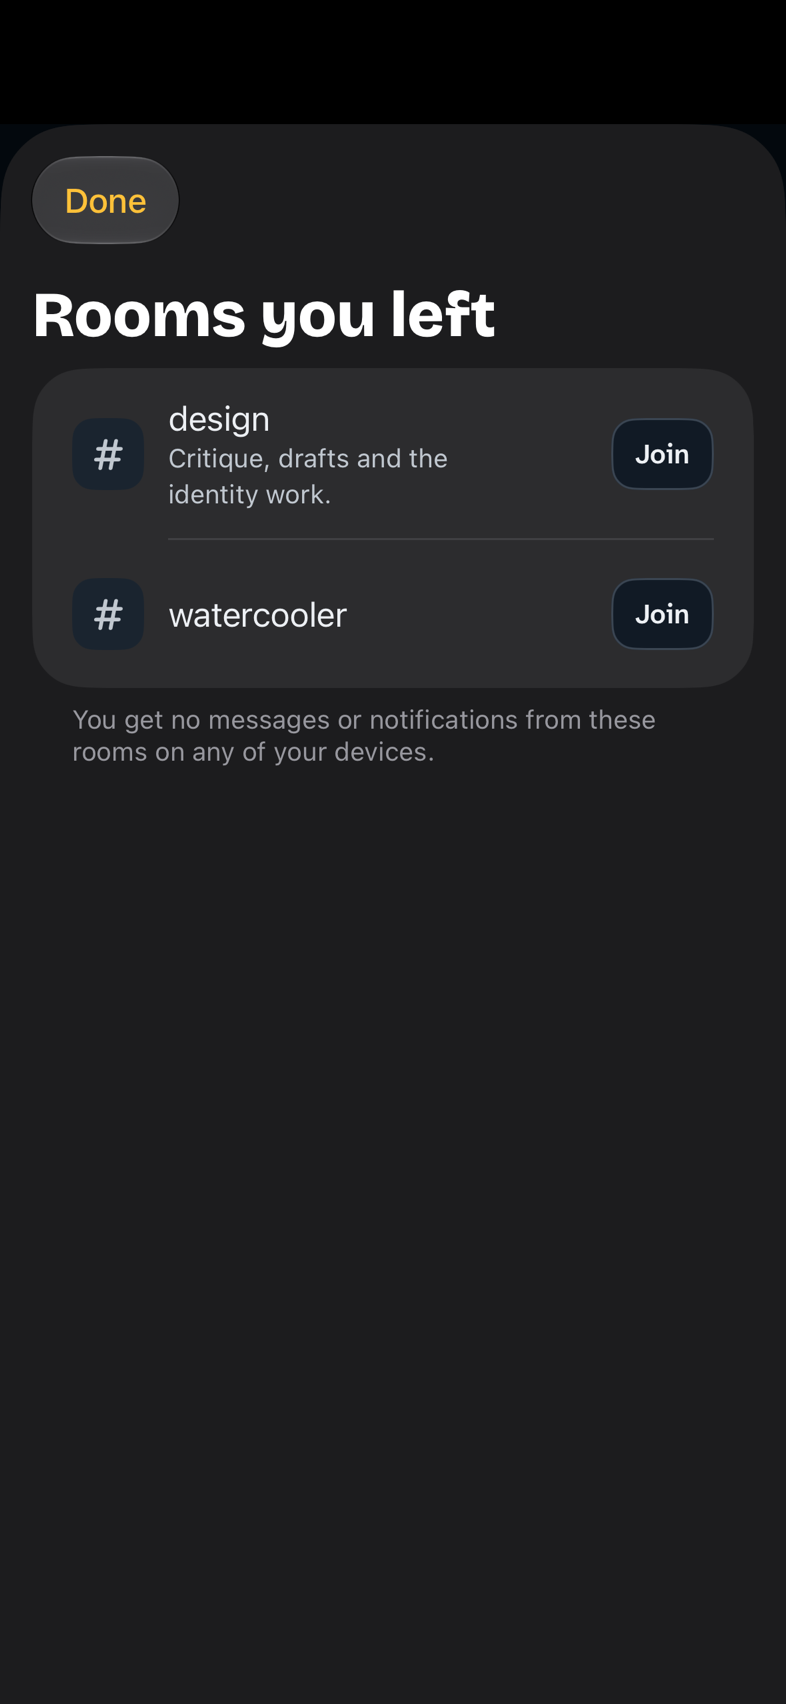 Done
Rooms you left
#
design
Critique, drafts and the
identity work.
Join
#
watercooler
Join
You get no messages or notifications from these
rooms on any of your devices.